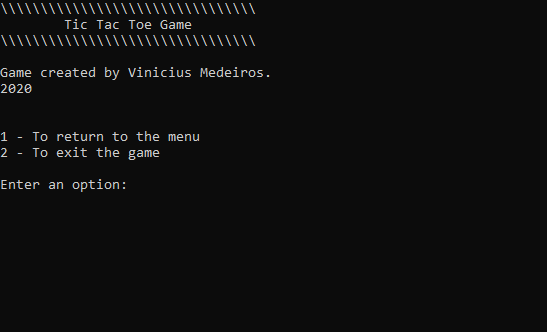 \\\\\\\\\\\\\\\\\\\\\\\\\\\\\\\\
Tic Tac Toe Game
\\\\\\\\\\\\\\\\\\\\\\\\\\\\\\\\
Game created by Vinicius Medeiros.
2020
1 - To return to the menu
2 - To exit the game
Enter an option: